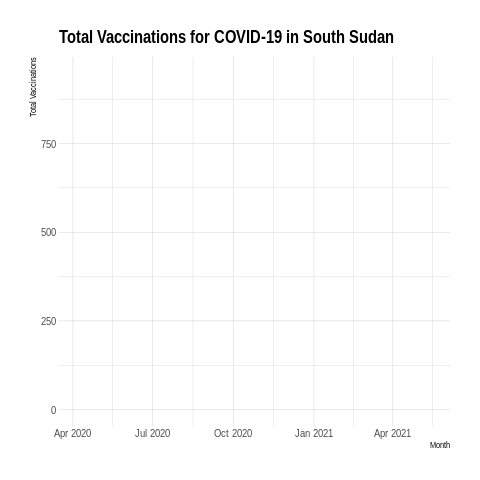 Total Vaccinations for COVID-19 in South Sudan
Total Vaccinations
750
500
250
0
Apr 2020
Jul 2020
Oct 2020
Jan 2021
Apr 2021
Month